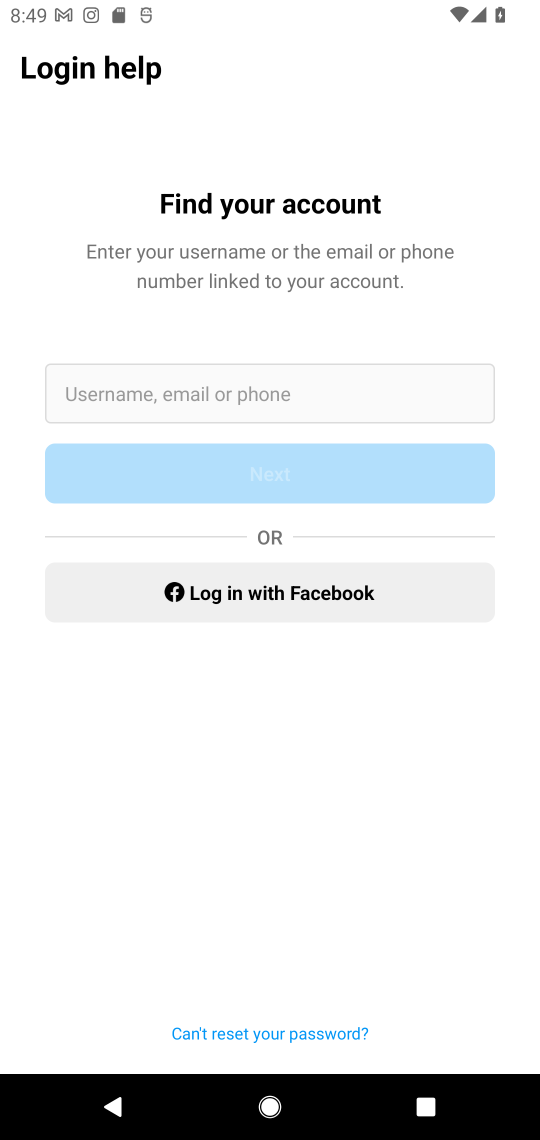 8:49
Login help
Find your account
Enter your username or the email or phone
number linked to your account.
Username, email or phone
Next
OR
Log in with Facebook
Can't reset your password?